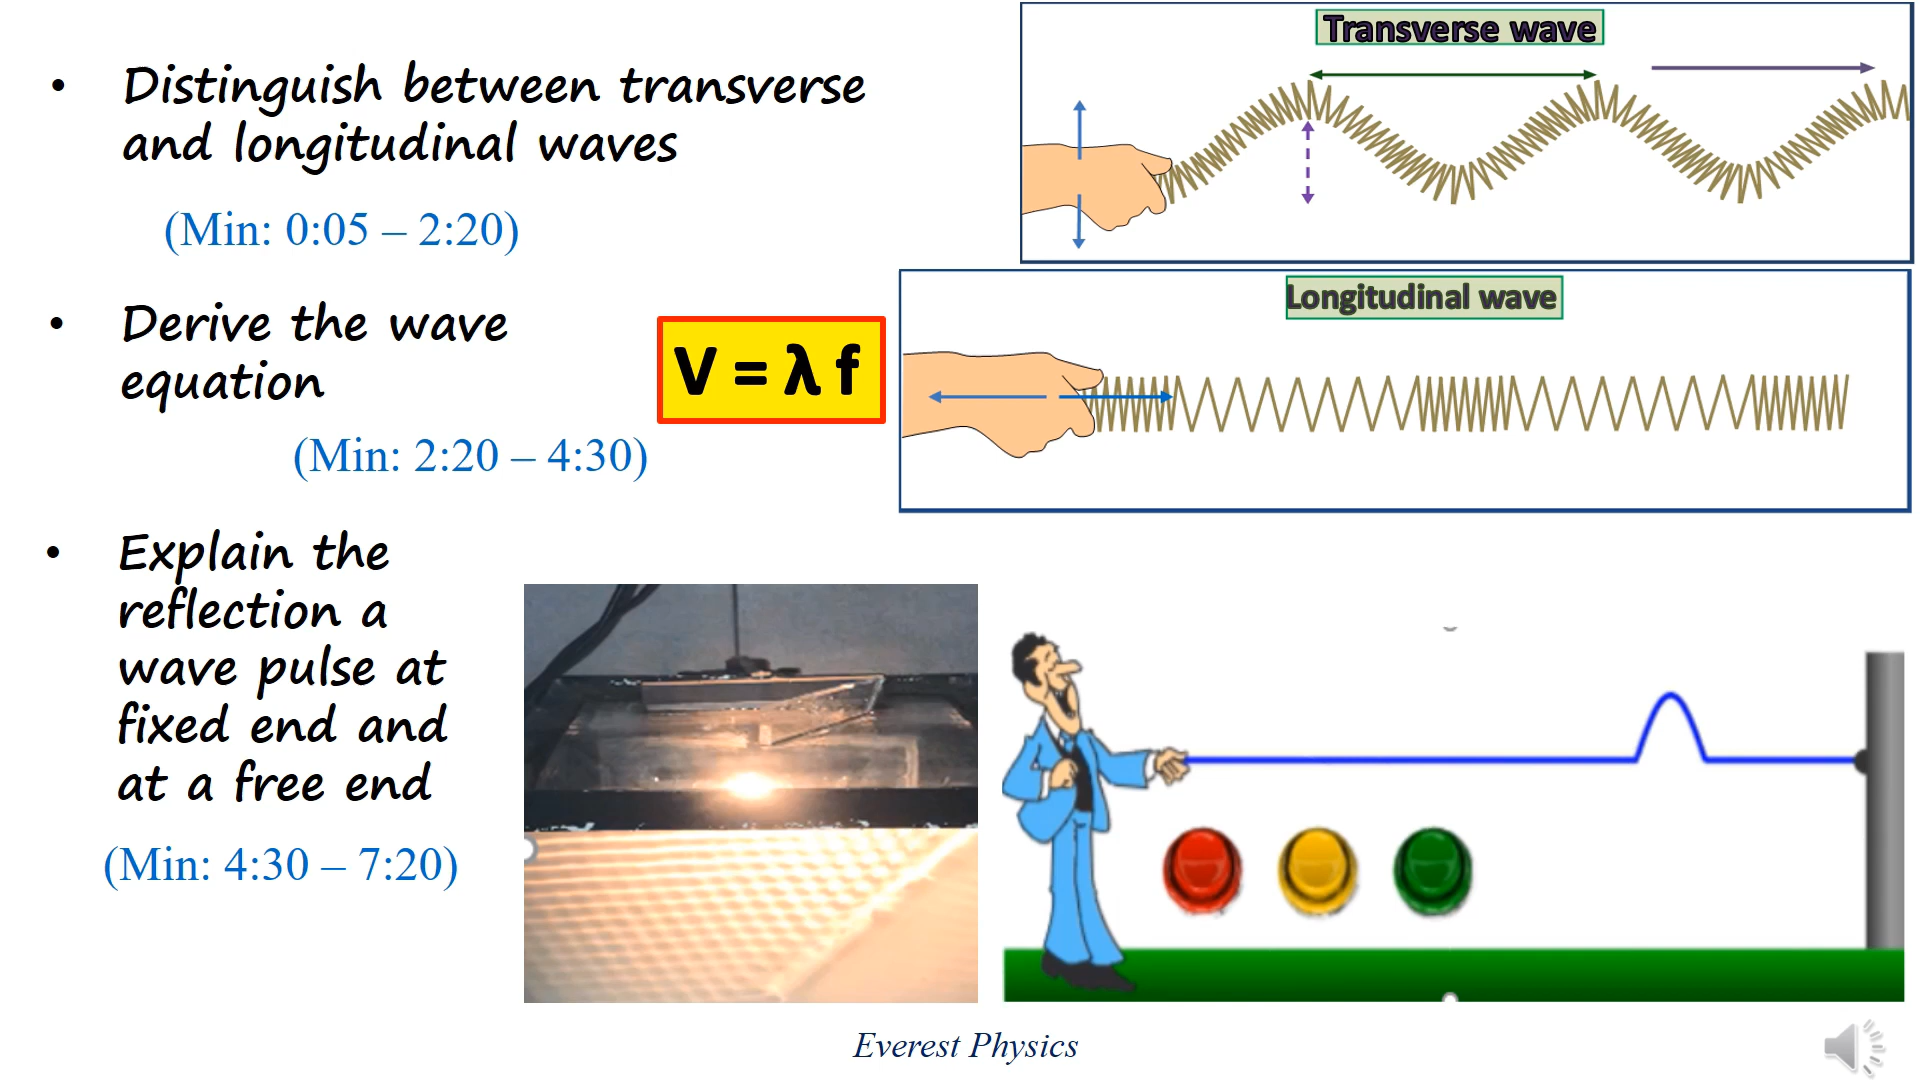 • Distinguish between transverse
and longitudinal waves
(Min: 0:05 – 2:20)
• Derive the wave
equation
V = λ f
(Min: 2:20 – 4:30)
• Explain the
reflection a
wave pulse at
fixed end and
at a free end
(Min: 4:30 – 7:20)
Transverse wave
Longitudinal wave
Everest Physics